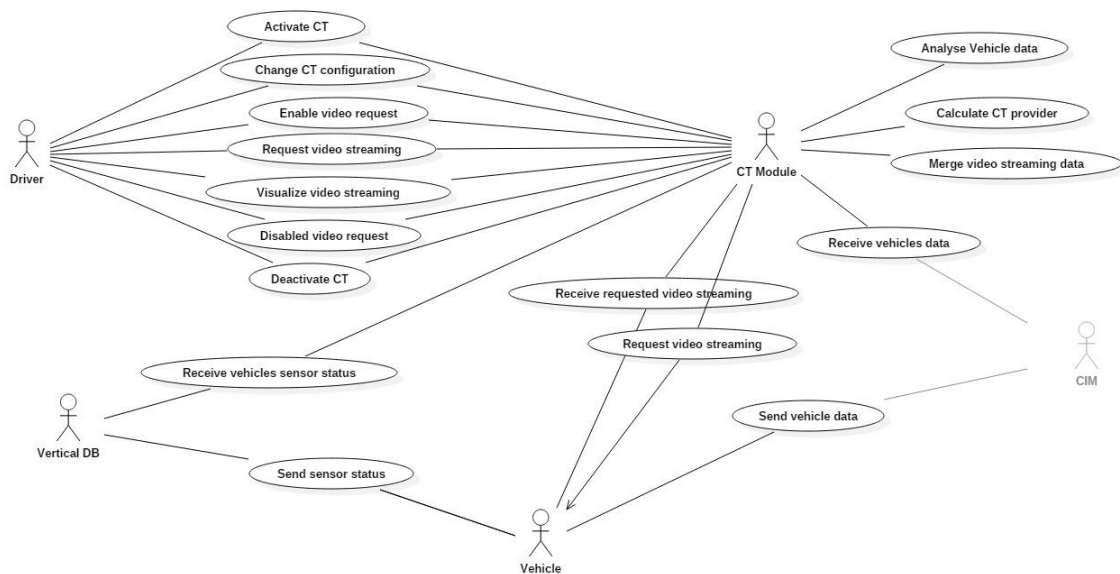 Activate CT
Analyse Vehicle data
Change CT configuration
Enable video request
Calculate CT provider
Request video streaming
Merge video streaming data
Driver
CT Module
Visualize video streaming
Disabled video request
Receive vehicles data
Deactivate CT
Receive requested video streaming
Request video streaming
Receive vehicles sensor status
CIM
Send vehicle data
Vertical DB
Send sensor status
Vehicle